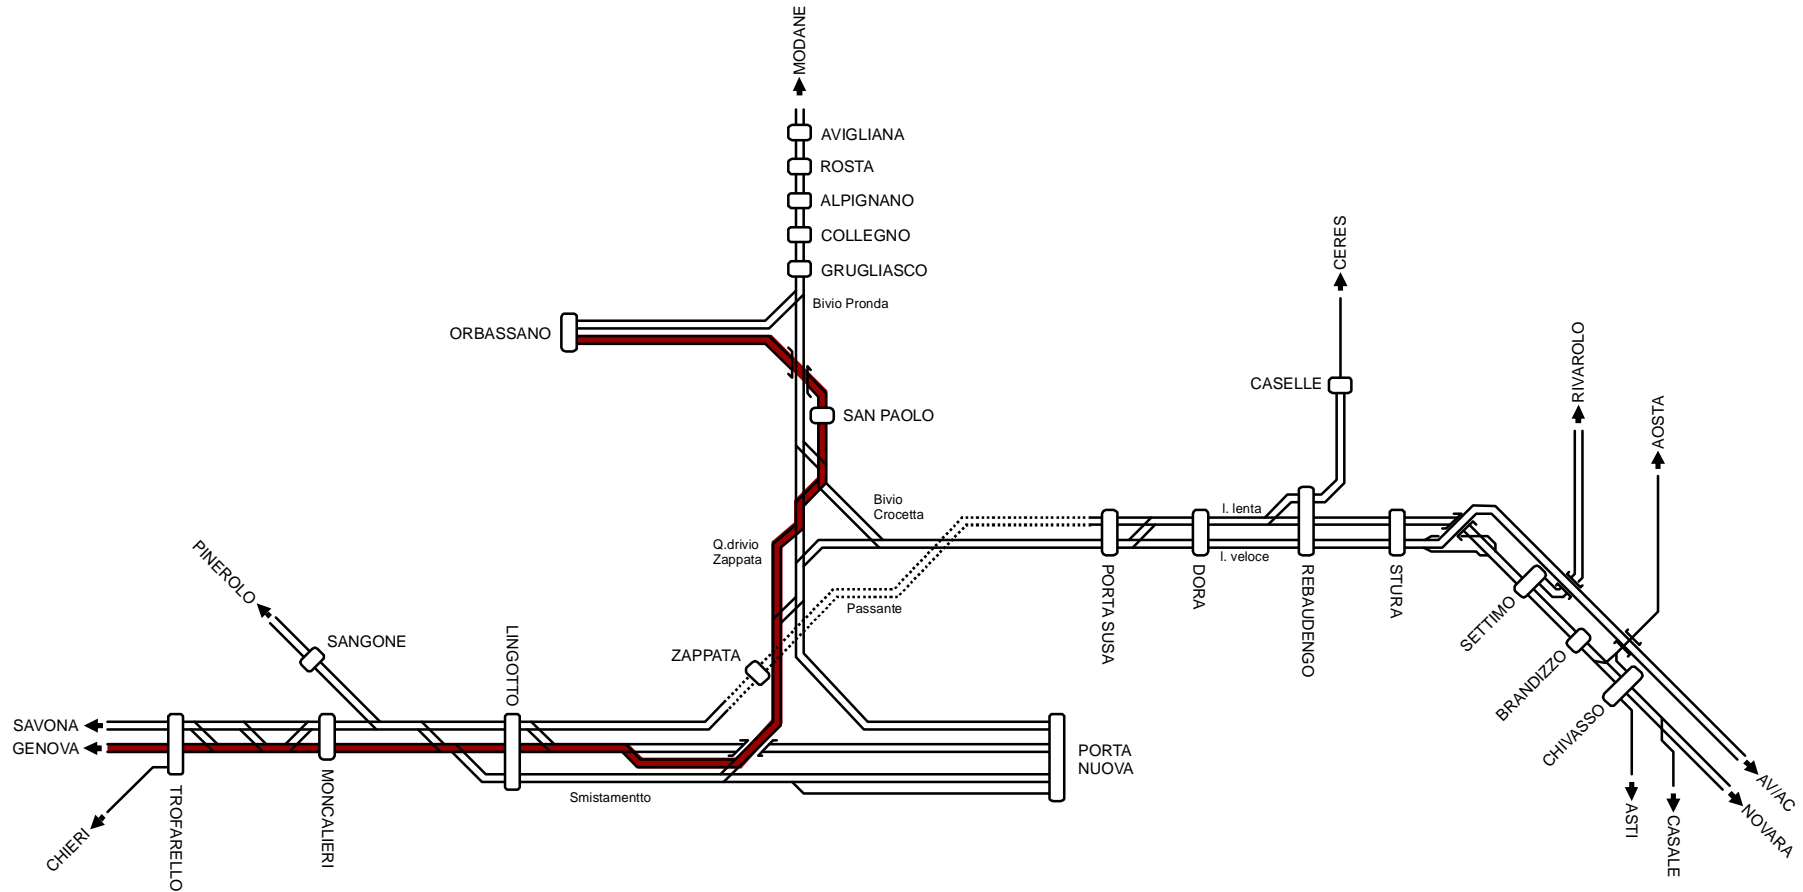 MODANE
AVIGLIANA
ROSTA
ALPIGNANO
COLLEGNO
GRUGLIASCO
Bivio Pronda
ORBASSANO
SAN PAOLO
CERES
CASELLE
RIVAROLO
AOSTA
Bivio
Crocetta
l. lenta
l. veloce
Q.drivio
Zappata
Passante
PORTA SUSA
DORA
REBAUDENGO
STURA
SETTIMO
BRANDIZZO
CHIVASSO
PINEROLO
SANGONE
LINGOTTO
ZAPPATA
SAVONA
GENOVA
PORTA
NUOVA
Smistamentto
CHIERI
TROFARELLO
MONCALIERI
ASTI
CASALE
NOVARA
AV/AC